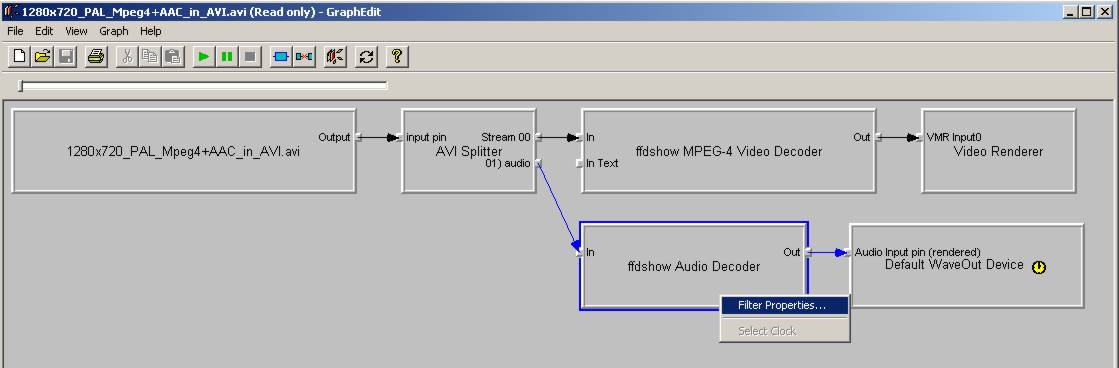 1280x720_PAL_Mpeg4+AAC_in_AVI.avi (Read only) - GraphEdit
File Edit View Graph Help
Output
1280x720_PAL_Mpeg4+AAC_in_AVI.avi
input pin Stream 00
AVI Splitter
01) audio
In Out
ffdshow MPEG-4 Video Decoder
In Text
VMR Input0
Video Renderer
In Out
ffdshow Audio Decoder
Audio Input pin (rendered)
Default WaveOut Device
Filter Properties...
Select Clock